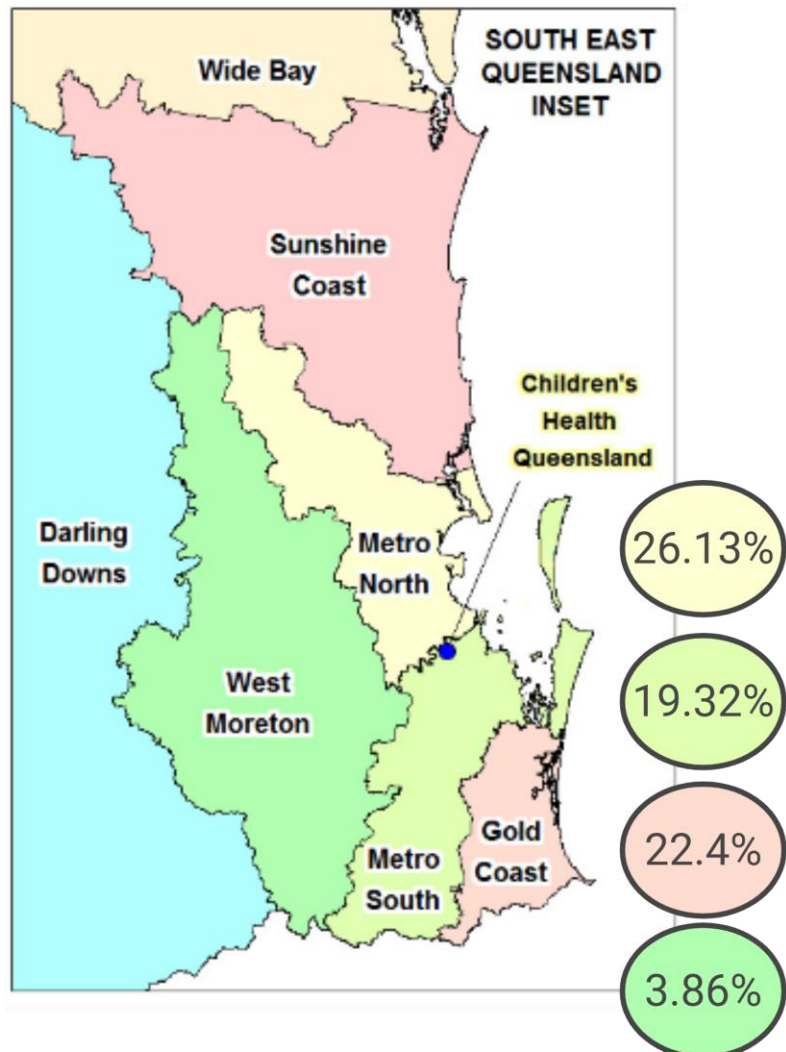 SOUTH EAST
QUEENSLAND
INSET
Wide Bay
Sunshine
Coast
Children's
Health
Queensland
Darling
Downs
Metro
North
26.13%
West
Moreton
19.32%
Gold
Coast
Metro
South
22.4%
3.86%